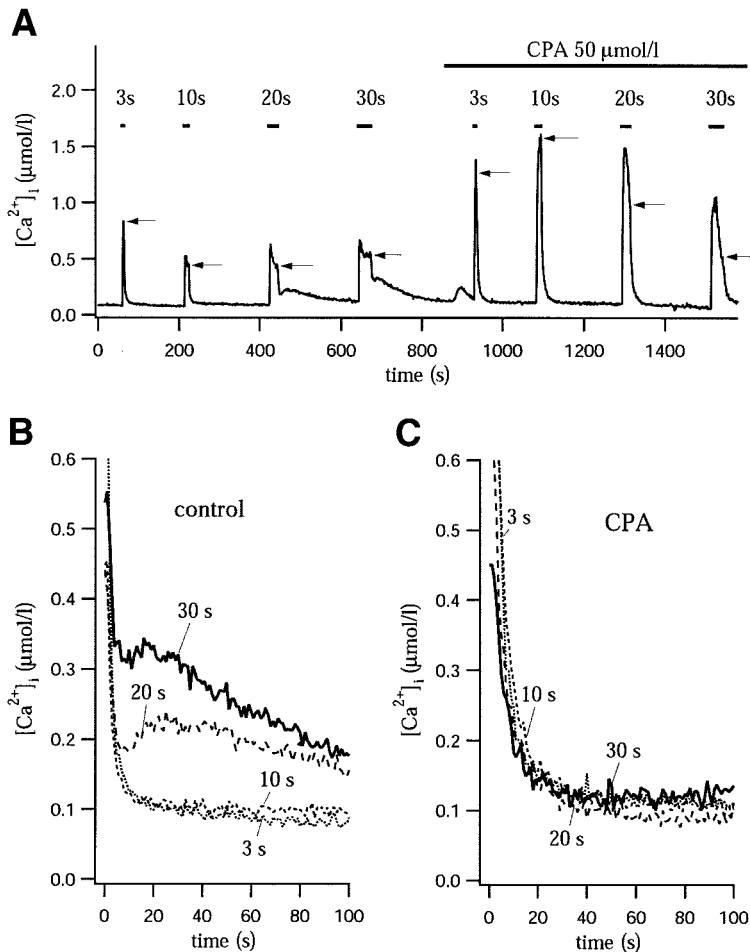 A
CPA 50 μmol/l
3s 10s 20s 30s 3s 10s 20s 30s
[Ca²⁺]ᵢ (μmol/l)
2.0
1.5
1.0
0.5
0.0
0 200 400 600 800 1000 1200 1400
time (s)
B
control
[Ca²⁺]ᵢ (μmol/l)
0.6
0.5
0.4
0.3
0.2
0.1
0.0
30 s
20 s
10 s
3 s
0 20 40 60 80 100
time (s)
C
CPA
[Ca²⁺]ᵢ (μmol/l)
0.6
0.5
0.4
0.3
0.2
0.1
0.0
3 s
10 s
30 s
20 s
0 20 40 60 80 100
time (s)